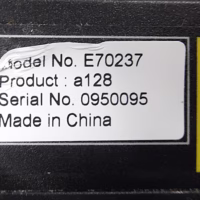 Model No. E70237
Product : a128
Serial No. 0950095
Made in China